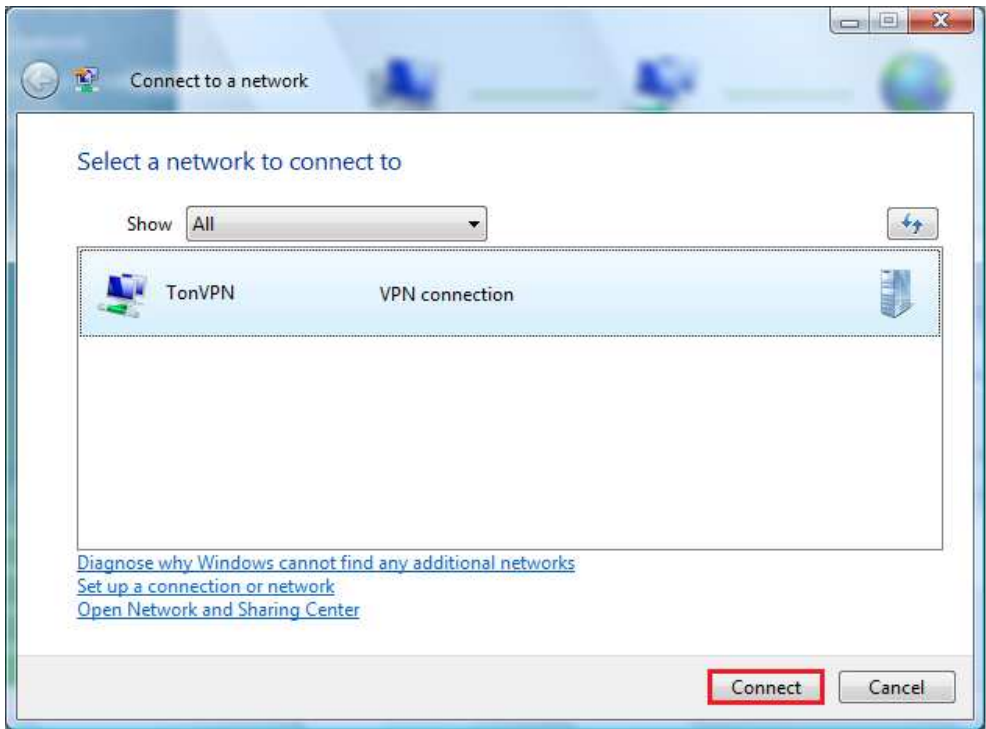 Connect to a network
Select a network to connect to
Show All
TonVPN VPN connection
Diagnose why Windows cannot find any additional networks
Set up a connection or network
Open Network and Sharing Center
Connect Cancel